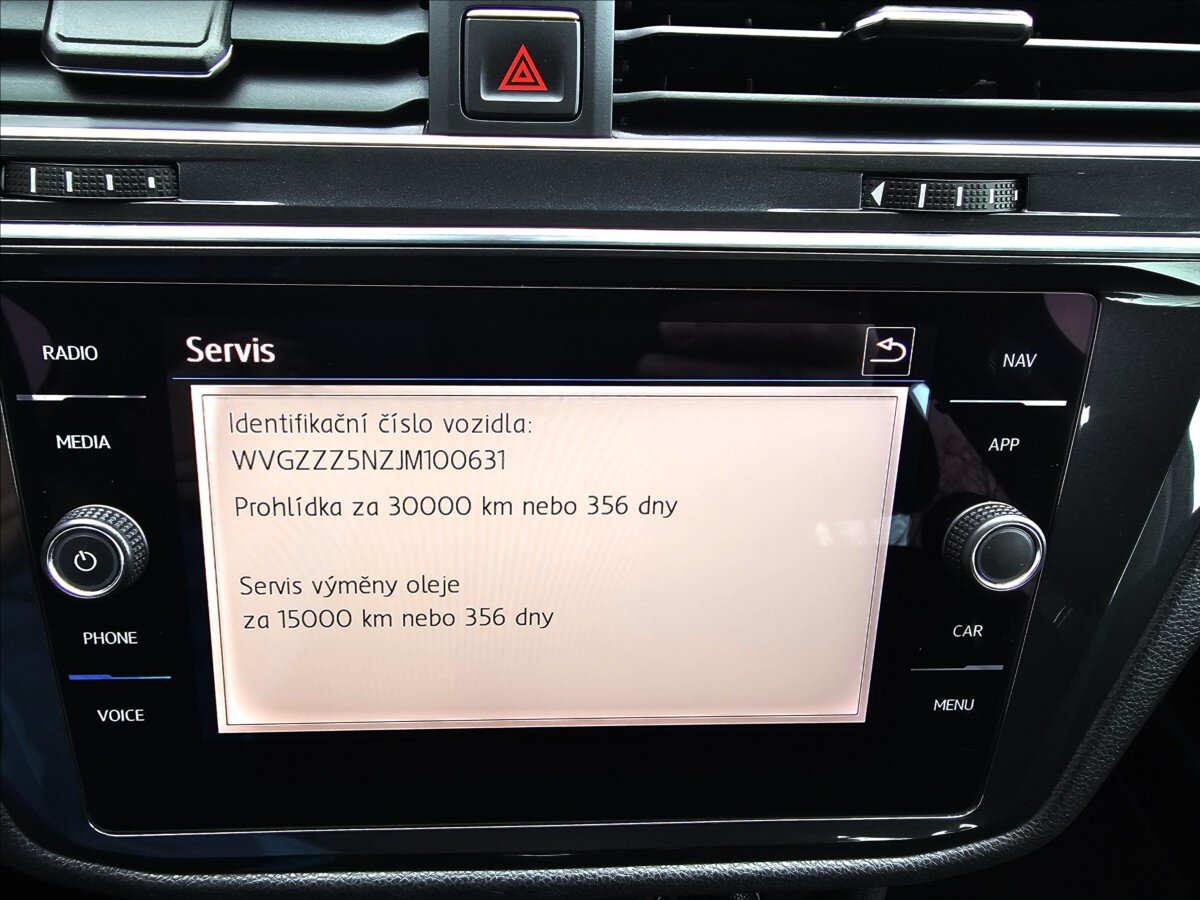 RADIO
MEDIA
PHONE
VOICE
Servis
Identifikační číslo vozidla:
WVGZZZ5NZJM100631
Prohlídka za 30000 km nebo 356 dny
Servis výměny oleje
za 15000 km nebo 356 dny
NAV
APP
CAR
MENU